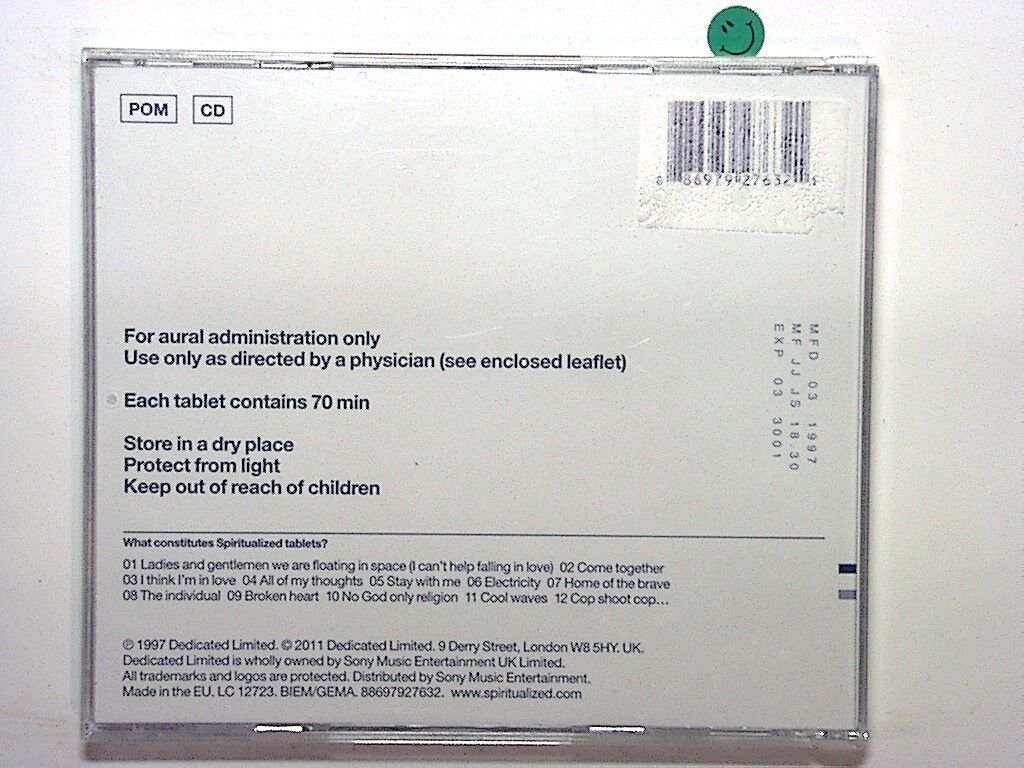 POM CD
8 86979 27632 1
For aural administration only
Use only as directed by a physician (see enclosed leaflet)
Each tablet contains 70 min
Store in a dry place
Protect from light
Keep out of reach of children
MFD 03 1997
MF JJ JS 18.30
EXP 03 3001
What constitutes Spiritualized tablets?
01 Ladies and gentlemen we are floating in space (I can't help falling in love) 02 Come together
03 I think I'm in love 04 All of my thoughts 05 Stay with me 06 Electricity 07 Home of the brave
08 The individual 09 Broken heart 10 No God only religion 11 Cool waves 12 Cop shoot cop...
℗ 1997 Dedicated Limited. © 2011 Dedicated Limited. 9 Derry Street, London W8 5HY. UK.
Dedicated Limited is wholly owned by Sony Music Entertainment UK Limited.
All trademarks and logos are protected. Distributed by Sony Music Entertainment.
Made in the EU. LC 12723. BIEM/GEMA. 88697927632. www.spiritualized.com